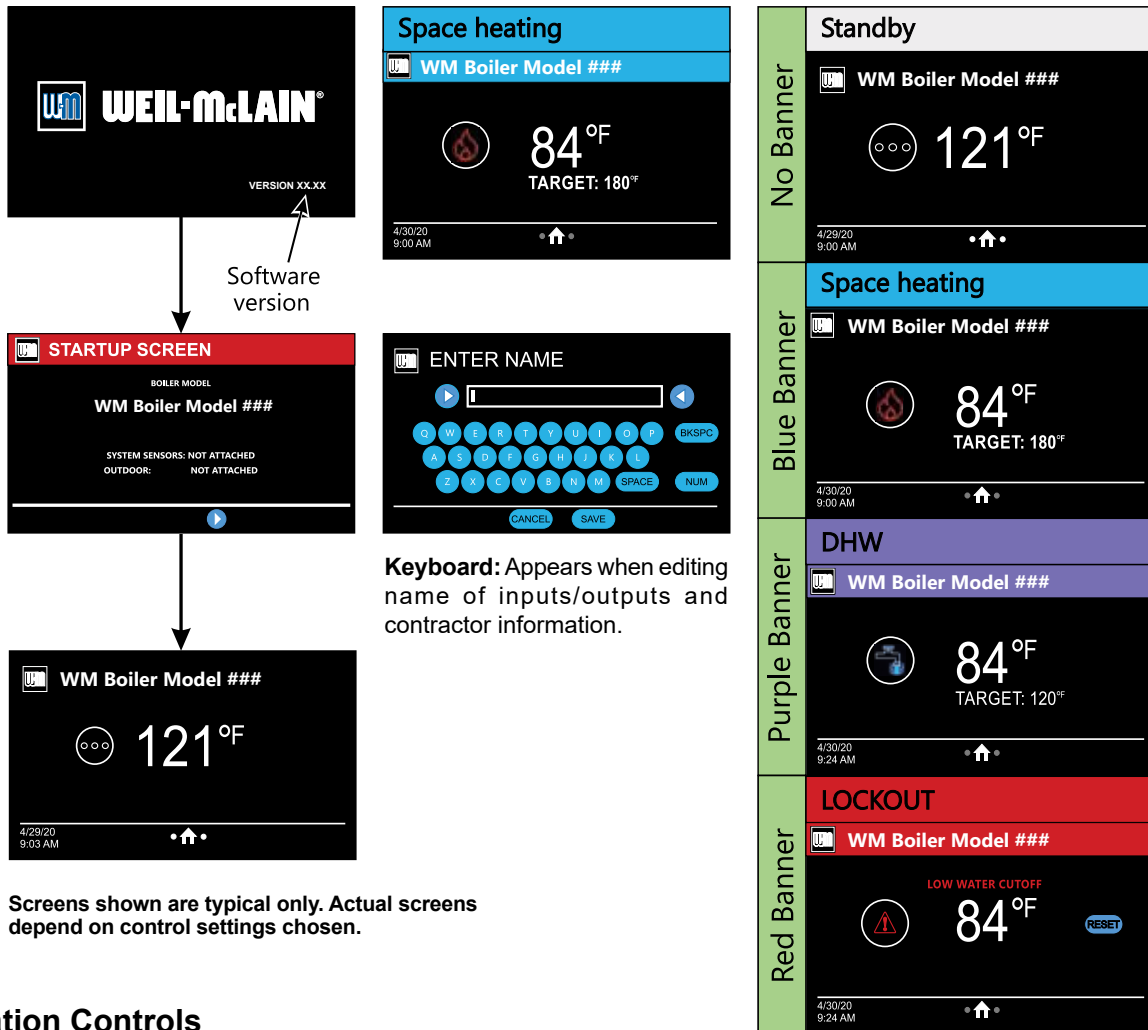 WEIL-McLAIN®
VERSION XX.XX
Software
version
STARTUP SCREEN
BOILER MODEL
WM Boiler Model ###
SYSTEM SENSORS: NOT ATTACHED
OUTDOOR: NOT ATTACHED
WM Boiler Model ###
121°F
4/29/20
9:03 AM
Screens shown are typical only. Actual screens
depend on control settings chosen.
Space heating
WM Boiler Model ###
84°F
TARGET: 180°F
4/30/20
9:00 AM
ENTER NAME
Q W E R T Y U I O P BKSPC
A S D F G H J K L
Z X C V B N M SPACE NUM
CANCEL SAVE
Keyboard: Appears when editing
name of inputs/outputs and
contractor information.
No Banner
Standby
WM Boiler Model ###
121°F
4/29/20
9:00 AM
Blue Banner
Space heating
WM Boiler Model ###
84°F
TARGET: 180°F
4/30/20
9:00 AM
Purple Banner
DHW
WM Boiler Model ###
84°F
TARGET: 120°F
4/30/20
9:24 AM
Red Banner
LOCKOUT
WM Boiler Model ###
LOW WATER CUTOFF
84°F
RESET
4/30/20
9:24 AM
Controls